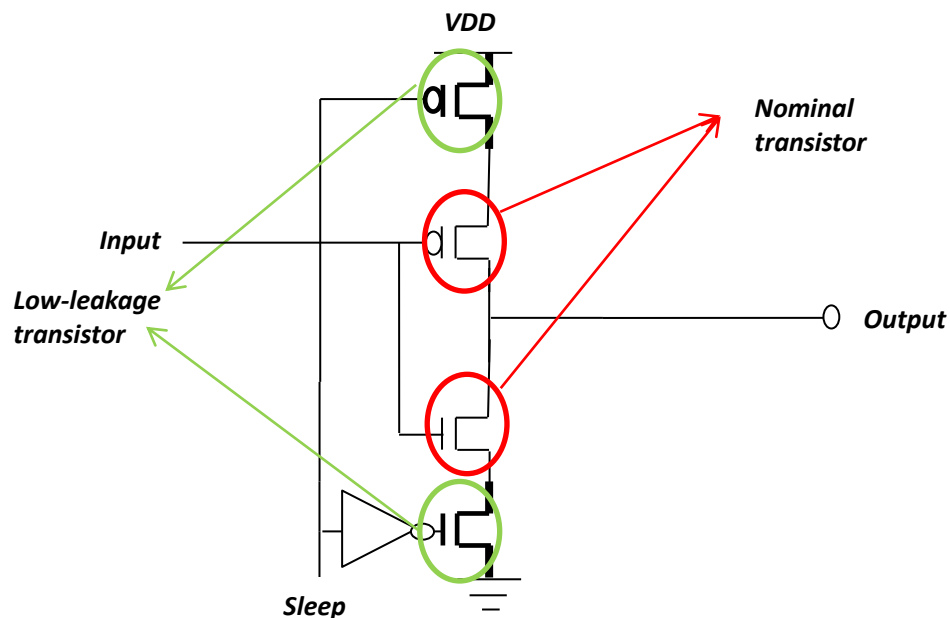 VDD
Nominal
transistor
Input
Low-leakage
transistor
Output
Sleep